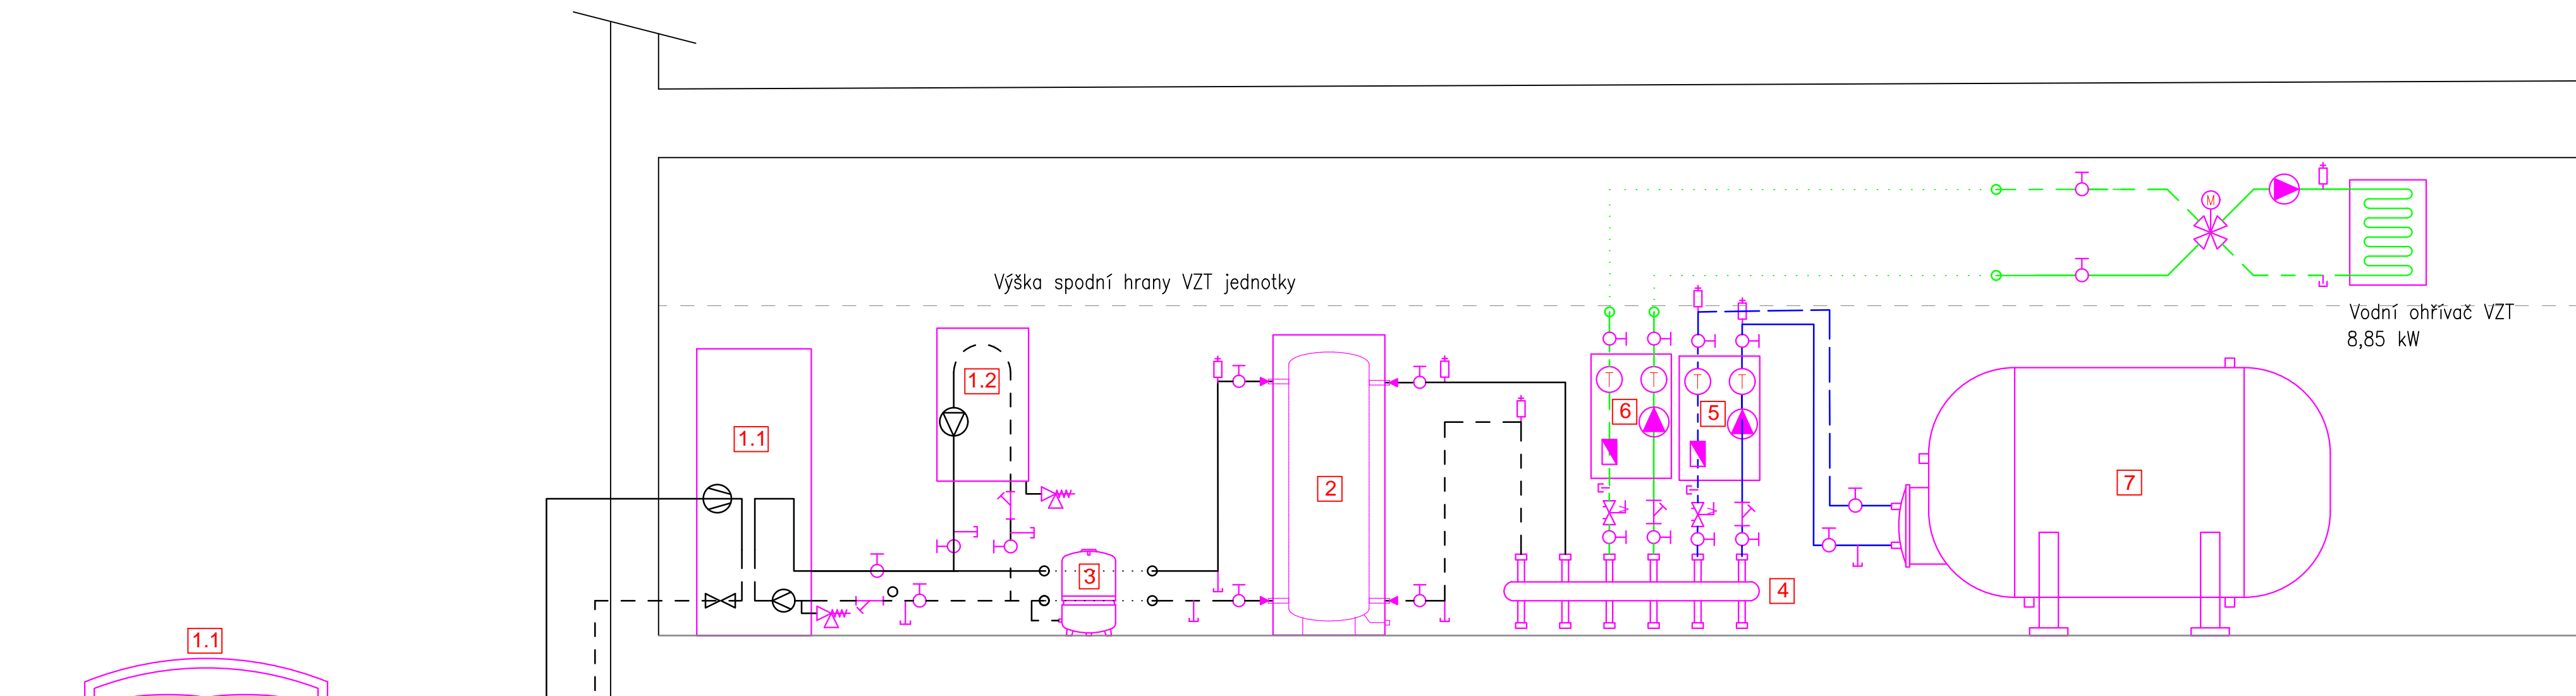 M
Výška spodní hrany VZT jednotky
Vodní ohřívač VZT
8,85 kW
1.2
T
T
T
T
6
5
1.1
7
2
3
4
1.1